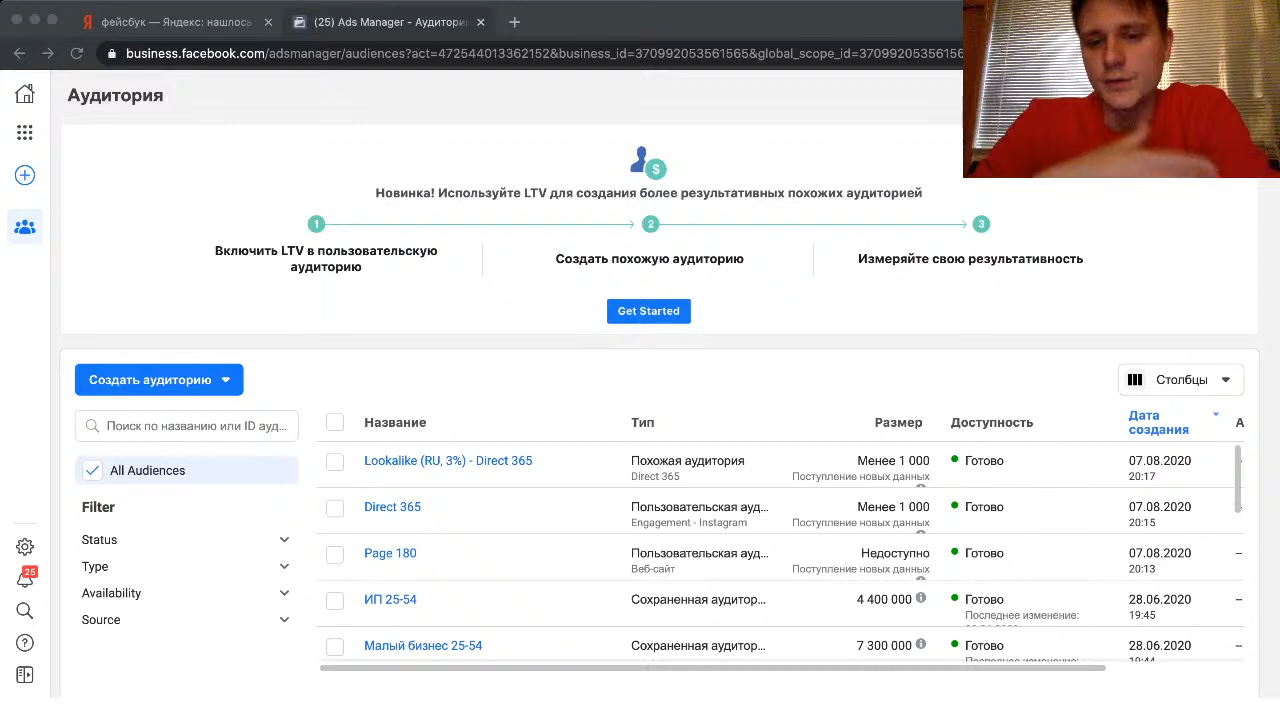 фейсбук — Яндекс: нашлось
(25) Ads Manager - Аудитории
business.facebook.com/adsmanager/audiences?act=472544013362152&business_id=370992053561565&global_scope_id=37099205356156
Аудитория
$
Новинка! Используйте LTV для создания более результативных похожих аудиторией
1 2 3
Включить LTV в пользовательскую
аудиторию
Создать похожую аудиторию
Измеряйте свою результативность
Get Started
Создать аудиторию
Столбцы
Поиск по названию или ID ауд...
All Audiences
Filter
Status
Type
Availability
Source
25
Название Тип Размер Доступность Дата
создания А
Lookalike (RU, 3%) - Direct 365 Похожая аудитория Менее 1 000 Готово 07.08.2020
Direct 365 Поступление новых данных 20:17
Direct 365 Пользовательская ауд... Менее 1 000 Готово 07.08.2020
Engagement - Instagram Поступление новых данных 20:15
Page 180 Пользовательская ауд... Недоступно Готово 07.08.2020 –
Веб-сайт Поступление новых данных 20:13
ИП 25-54 Сохраненная аудитор... 4 400 000 Готово 28.06.2020 –
Последнее изменение: 19:45
Малый бизнес 25-54 Сохраненная аудитор... 7 300 000 Готово 28.06.2020 –
Последнее изменение: 19:44